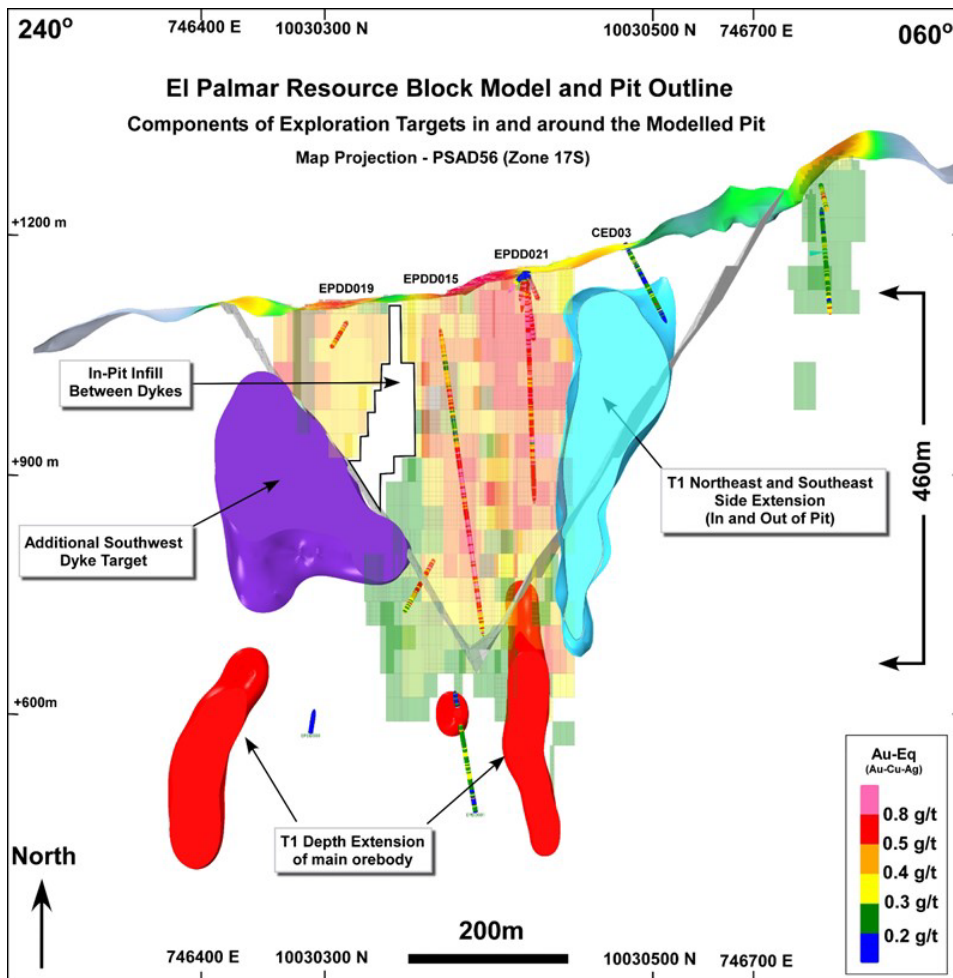 240°
746400 E
10030300 N
10030500 N
746700 E
060°
El Palmar Resource Block Model and Pit Outline
Components of Exploration Targets in and around the Modelled Pit
Map Projection - PSAD56 (Zone 17S)
+1200 m
CED03
EPDD021
EPDD015
EPDD019
In-Pit Infill
Between Dykes
+900 m
460m
T1 Northeast and Southeast
Side Extension
(In and Out of Pit)
Additional Southwest
Dyke Target
+600m
Au-Eq
(Au-Cu-Ag)
0.8 g/t
0.5 g/t
0.4 g/t
0.3 g/t
0.2 g/t
T1 Depth Extension
of main orebody
North
200m
746400 E
10030300 N
10030500 N
746700 E